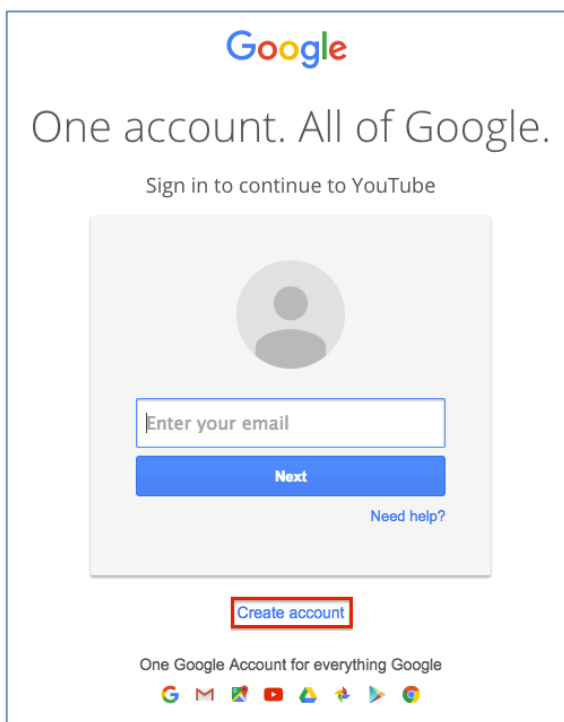 Google
One account. All of Google.
Sign in to continue to YouTube
Enter your email
Next
Need help?
Create account
One Google Account for everything Google